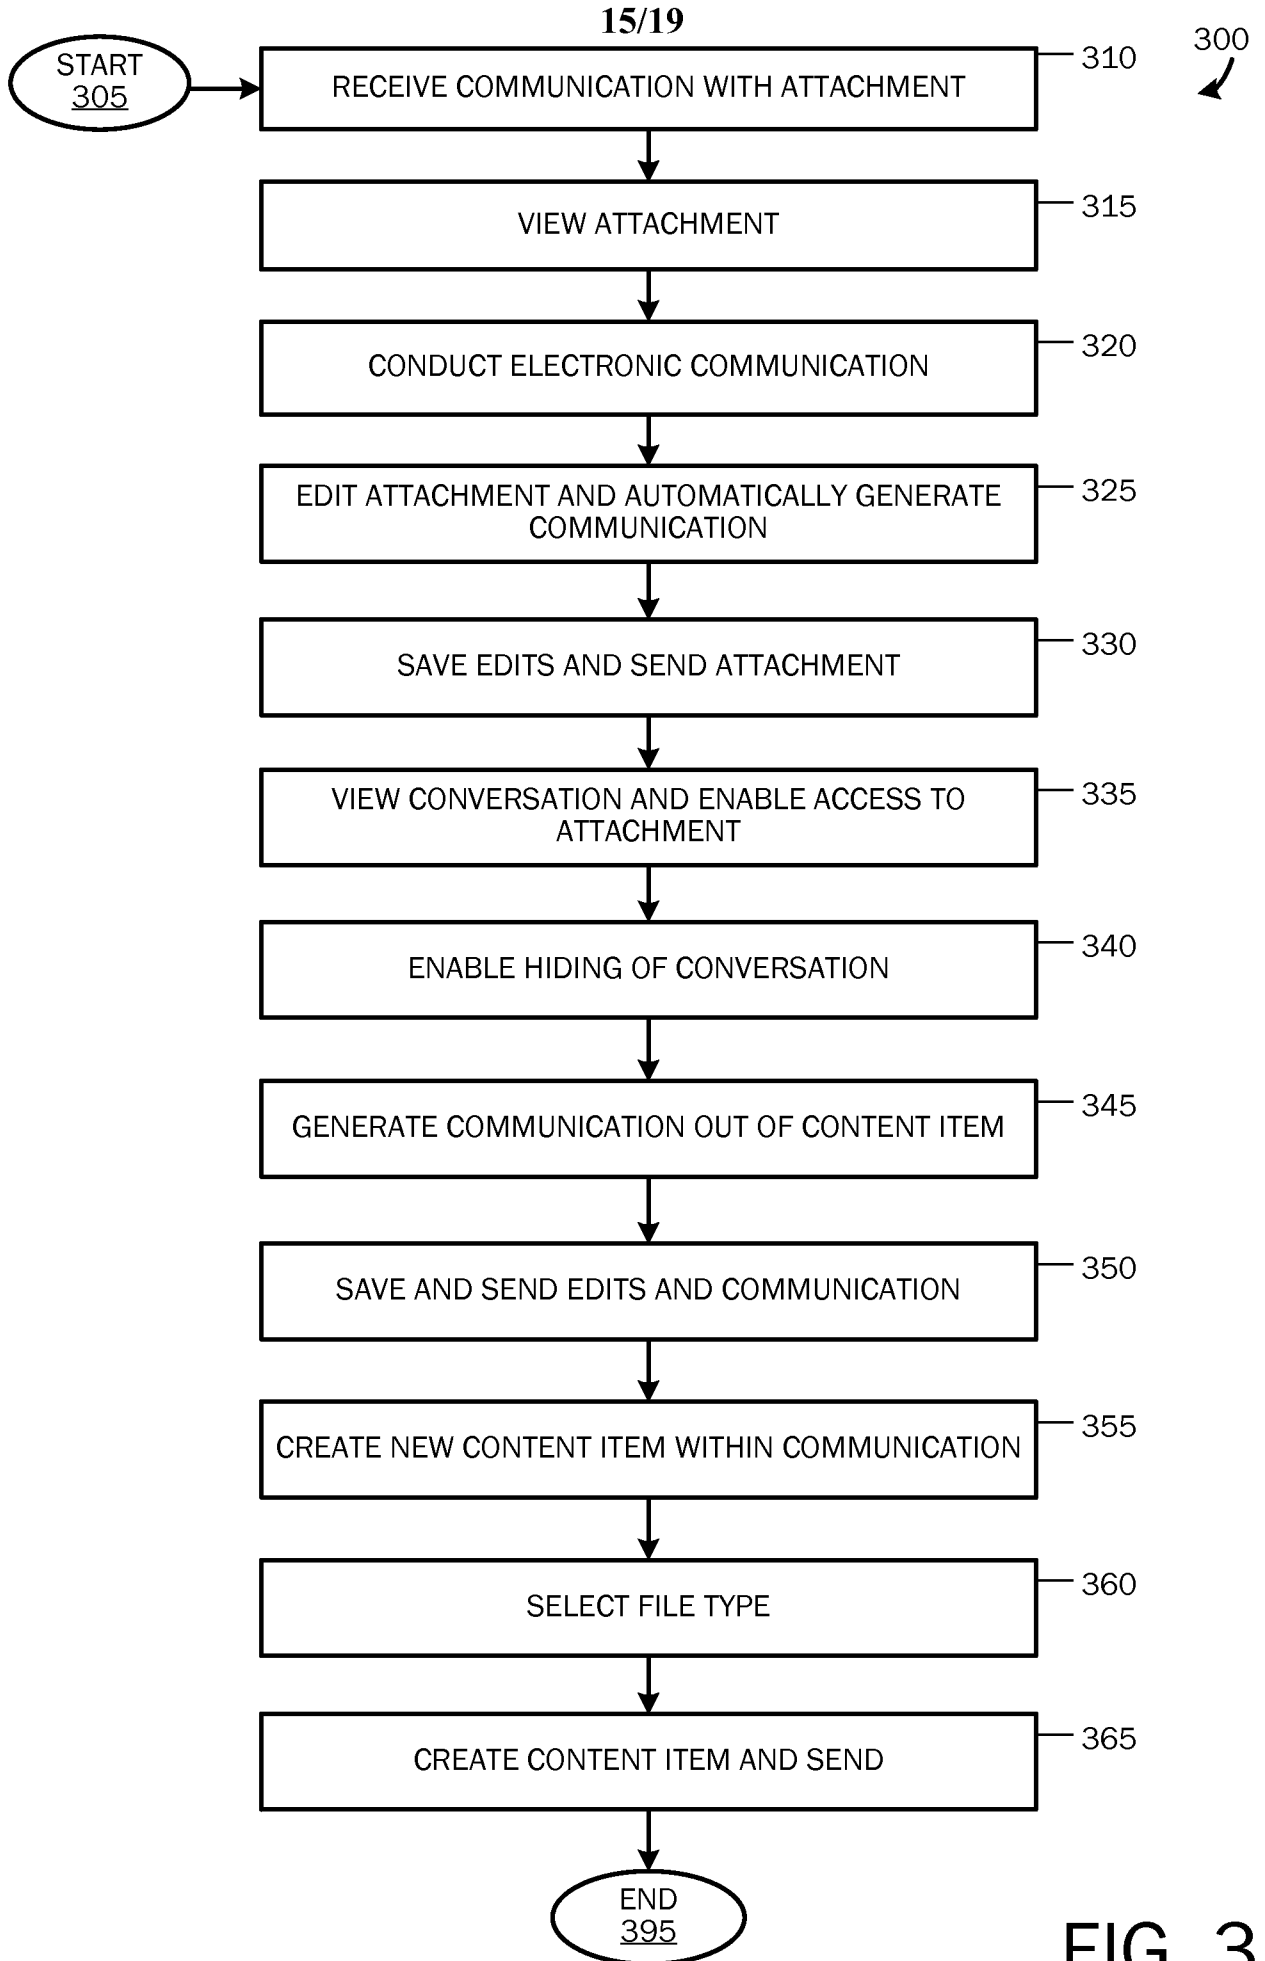 15/19
START
305
RECEIVE COMMUNICATION WITH ATTACHMENT
310
300
VIEW ATTACHMENT
315
CONDUCT ELECTRONIC COMMUNICATION
320
EDIT ATTACHMENT AND AUTOMATICALLY GENERATE
COMMUNICATION
325
SAVE EDITS AND SEND ATTACHMENT
330
VIEW CONVERSATION AND ENABLE ACCESS TO
ATTACHMENT
335
ENABLE HIDING OF CONVERSATION
340
GENERATE COMMUNICATION OUT OF CONTENT ITEM
345
SAVE AND SEND EDITS AND COMMUNICATION
350
CREATE NEW CONTENT ITEM WITHIN COMMUNICATION
355
SELECT FILE TYPE
360
CREATE CONTENT ITEM AND SEND
365
END
395
FIG. 3